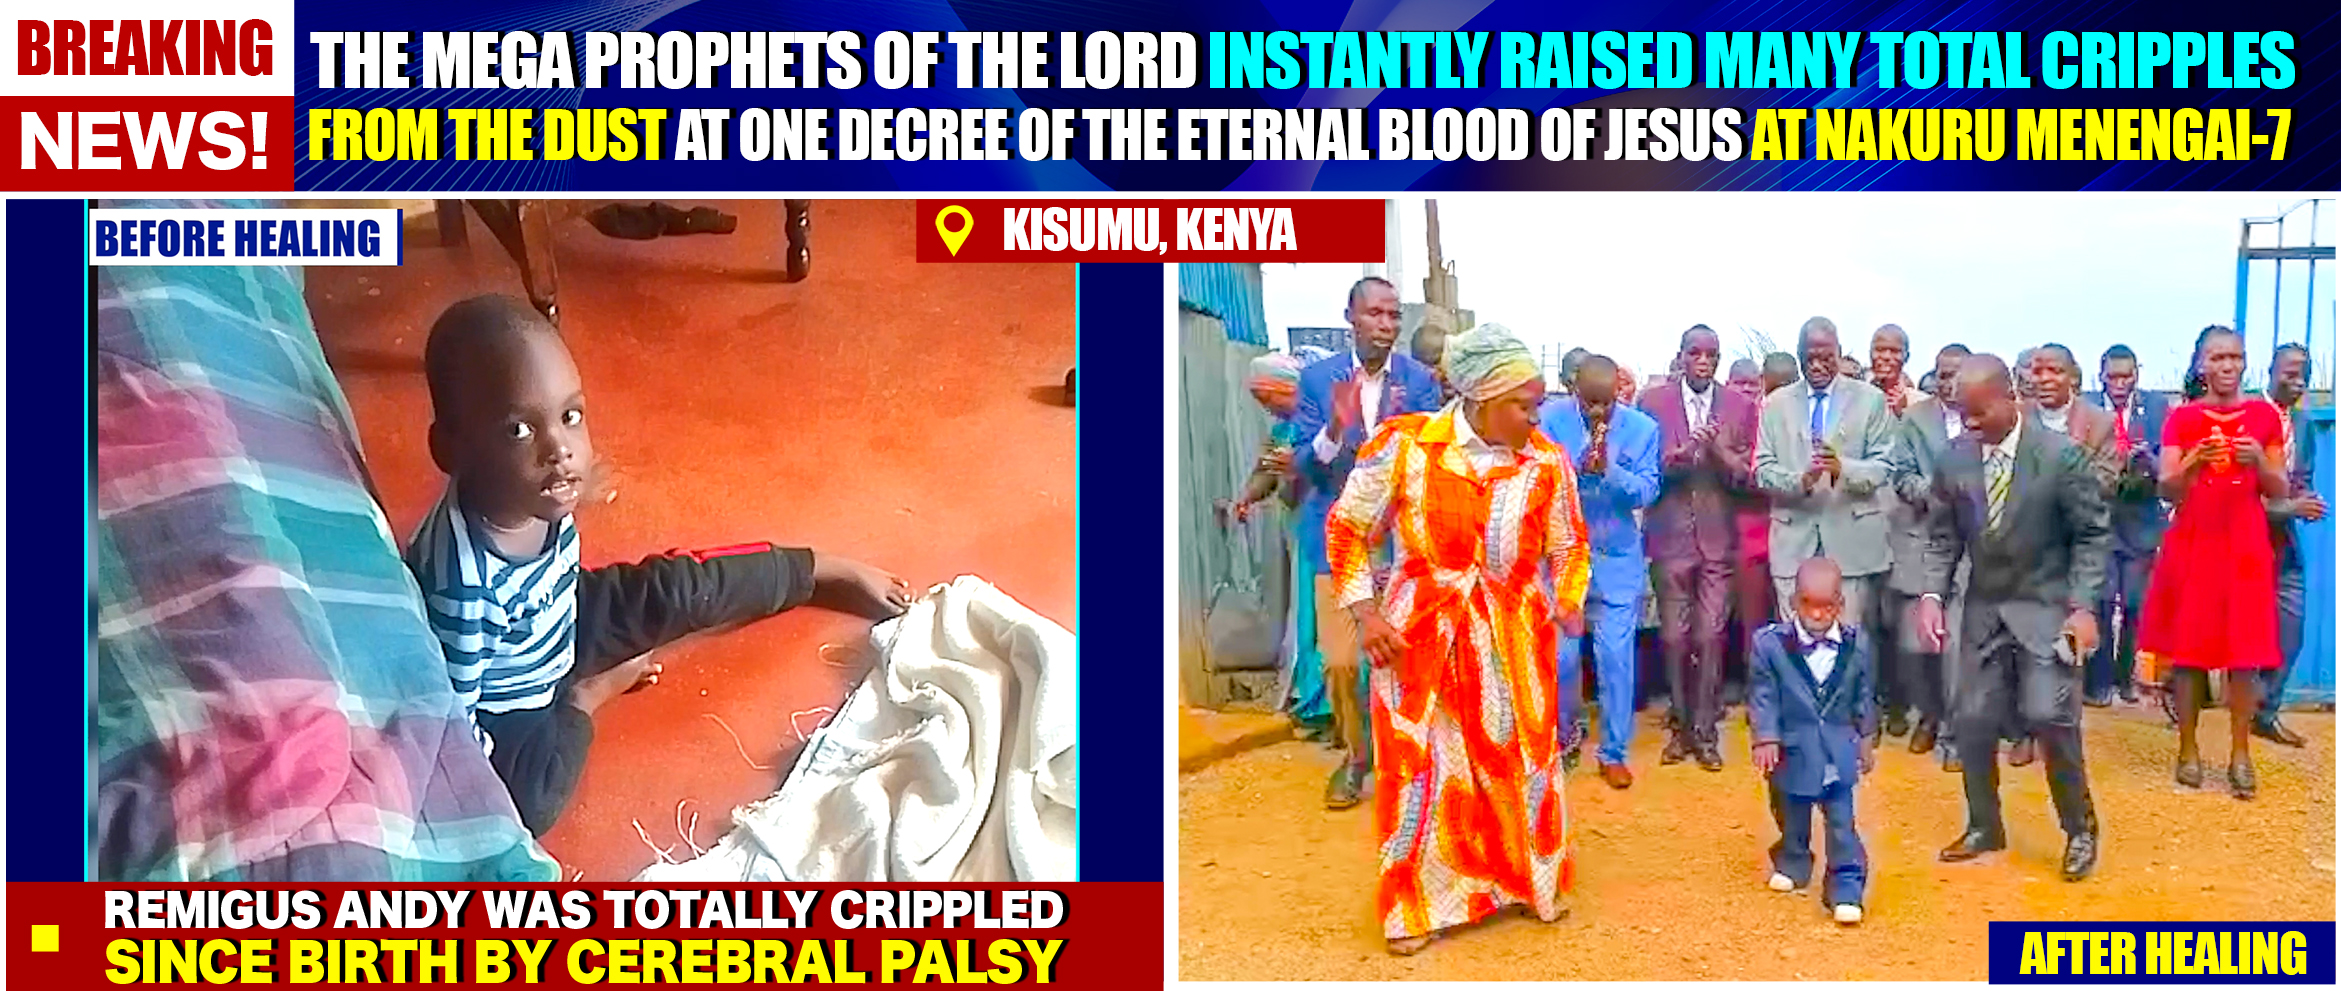 BREAKING
NEWS!
THE MEGA PROPHETS OF THE LORD INSTANTLY RAISED MANY TOTAL CRIPPLES
FROM THE DUST AT ONE DECREE OF THE ETERNAL BLOOD OF JESUS AT NAKURU MENENGAI-7
BEFORE HEALING
KISUMU, KENYA
REMIGUS ANDY WAS TOTALLY CRIPPLED
SINCE BIRTH BY CEREBRAL PALSY
AFTER HEALING